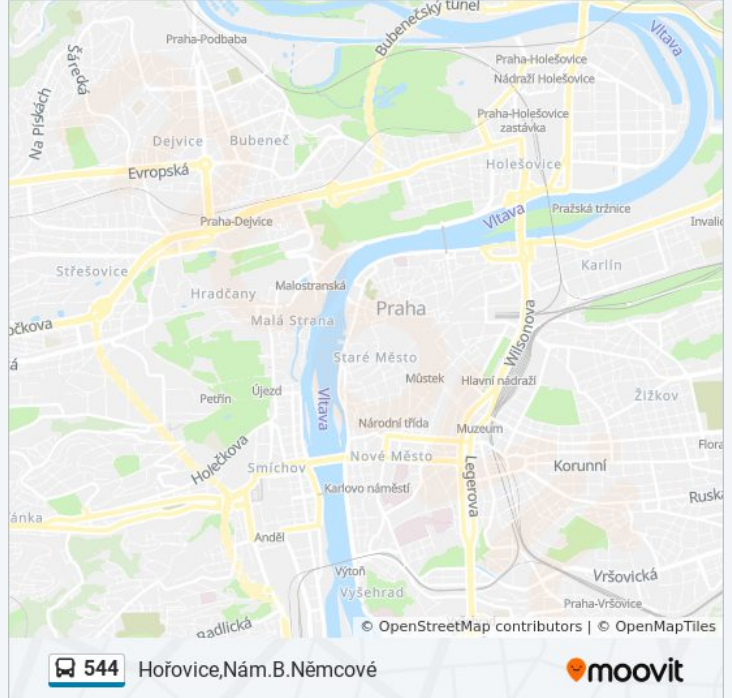 Bubenečský tunel
Praha-Podbaba
Vltava
Šárecká
Praha-Holešovice
Nádraží Holešovice
Na Pískách
Praha-Holešovice
zastávka
Dejvice
Bubeneč
Holešovice
Evropská
Vltava
Pražská tržnice
Praha-Dejvice
Invalid
Střešovice
Karlín
Malostranská
Hradčany
Praha
Malá Strana
očkova
Wilsonova
Staré Město
á
Můstek
Hlavní nádraží
Újezd
Petřín
Žižkov
Vltava
Národní třída
Muzeum
Flora
Holečkova
Nové Město
Smíchov
Korunní
Legerova
Karlovo náměstí
Ruská
ánka
Anděl
Výtoň
Vršovická
Vyšehrad
Praha-Vršovice
Radlická
© OpenStreetMap contributors | © OpenMapTiles
544 Hořovice,Nám.B.Němcové
moovit